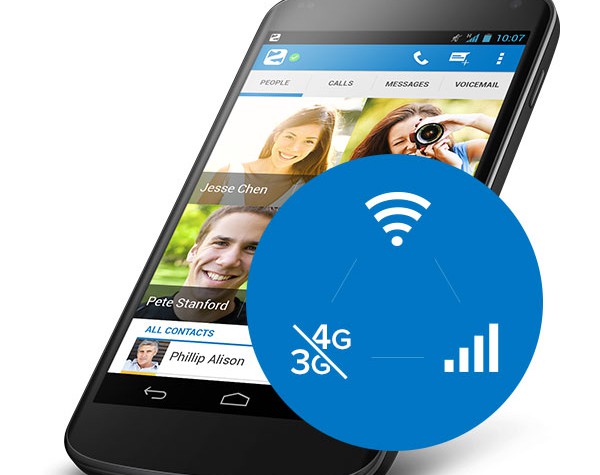 10:07
PEOPLE CALLS MESSAGES VOICEMAIL
Jesse Chen
Pete Stanford
ALL CONTACTS
Phillip Alison
4G
3G